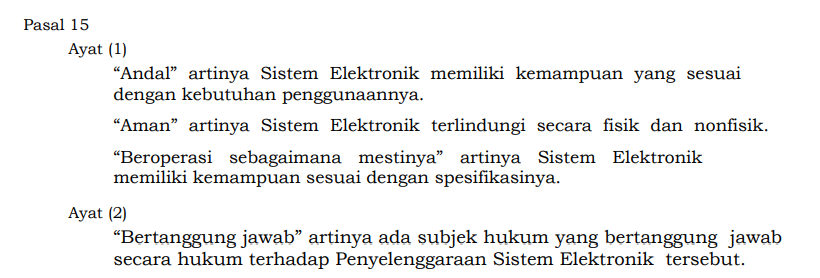 Pasal 15
Ayat (1)
“Andal” artinya Sistem Elektronik memiliki kemampuan yang sesuai
dengan kebutuhan penggunaannya.
“Aman” artinya Sistem Elektronik terlindungi secara fisik dan nonfisik.
“Beroperasi sebagaimana mestinya” artinya Sistem Elektronik
memiliki kemampuan sesuai dengan spesifikasinya.
Ayat (2)
“Bertanggung jawab” artinya ada subjek hukum yang bertanggung jawab
secara hukum terhadap Penyelenggaraan Sistem Elektronik tersebut.